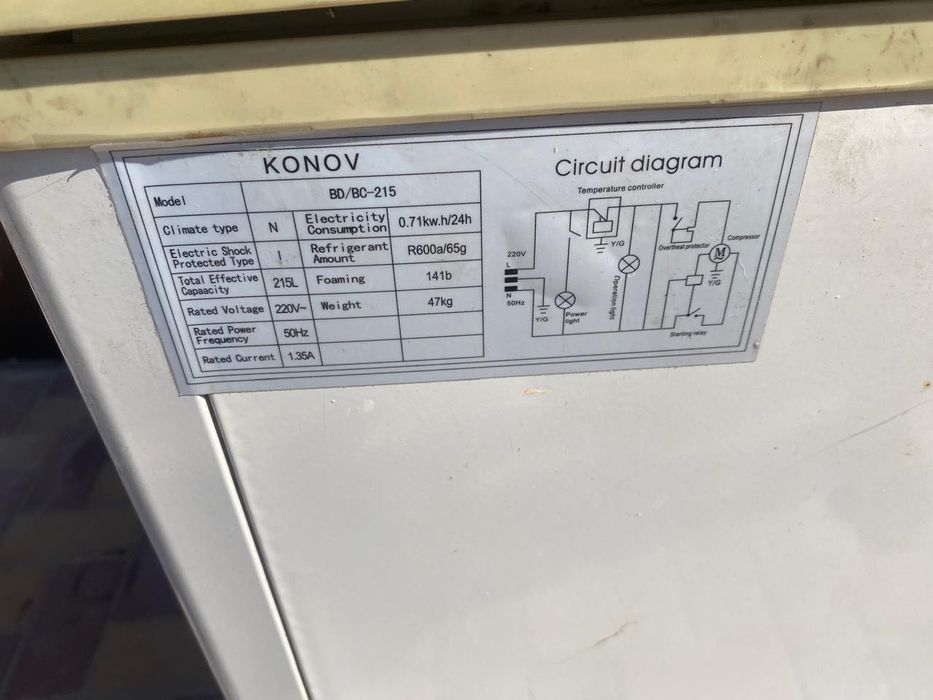 KONOV
Model BD/BC-215
Climate type N Electricity Consumption 0.71kw.h/24h
Electric Shock Protected Type I Refrigerant Amount R600a/65g
Total Effective Capaacity 215L Foaming 141b
Rated Voltage 220V~ Weight 47kg
Rated Power Frequency 50Hz
Rated Current 1.35A
Circuit diagram
Temperature controller
Y/G
Overheat protector
Compressor
M
Y/G
220V
L
N
50Hz
Y/G
Power light
Operation light
Starting relay